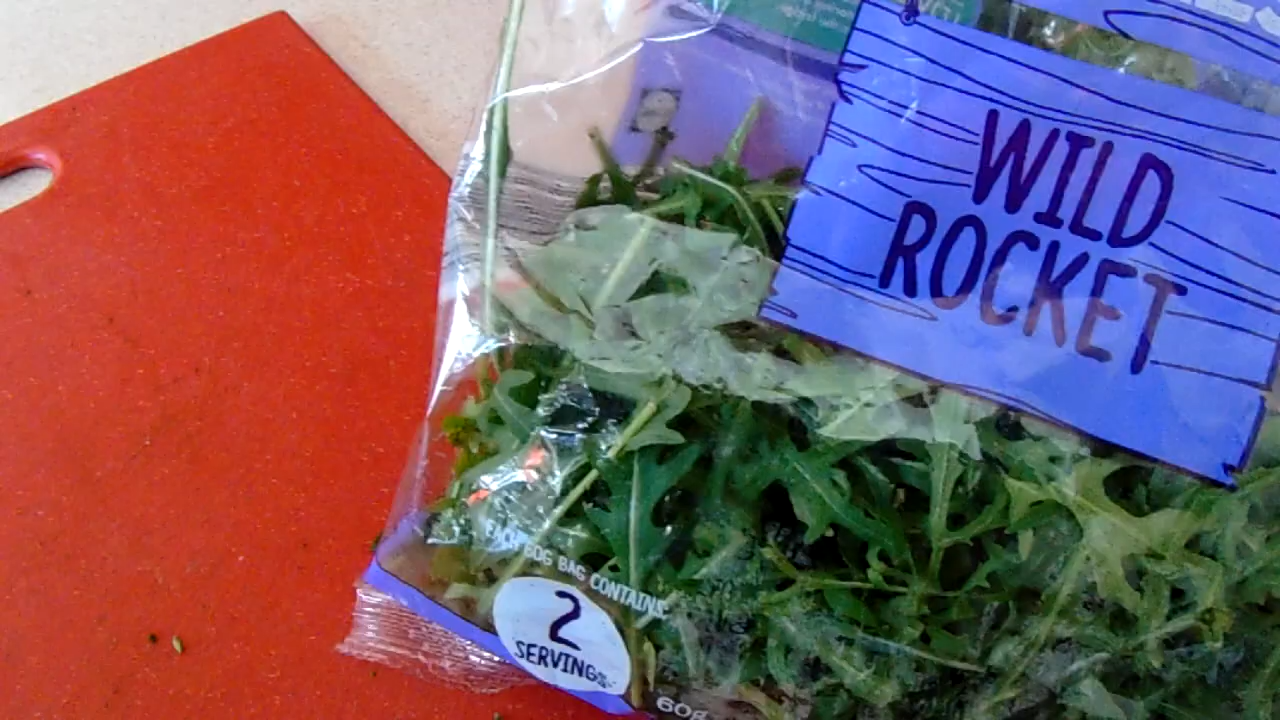 WILD
ROCKET
EACH 60G BAG CONTAINS
2
SERVINGS
60g